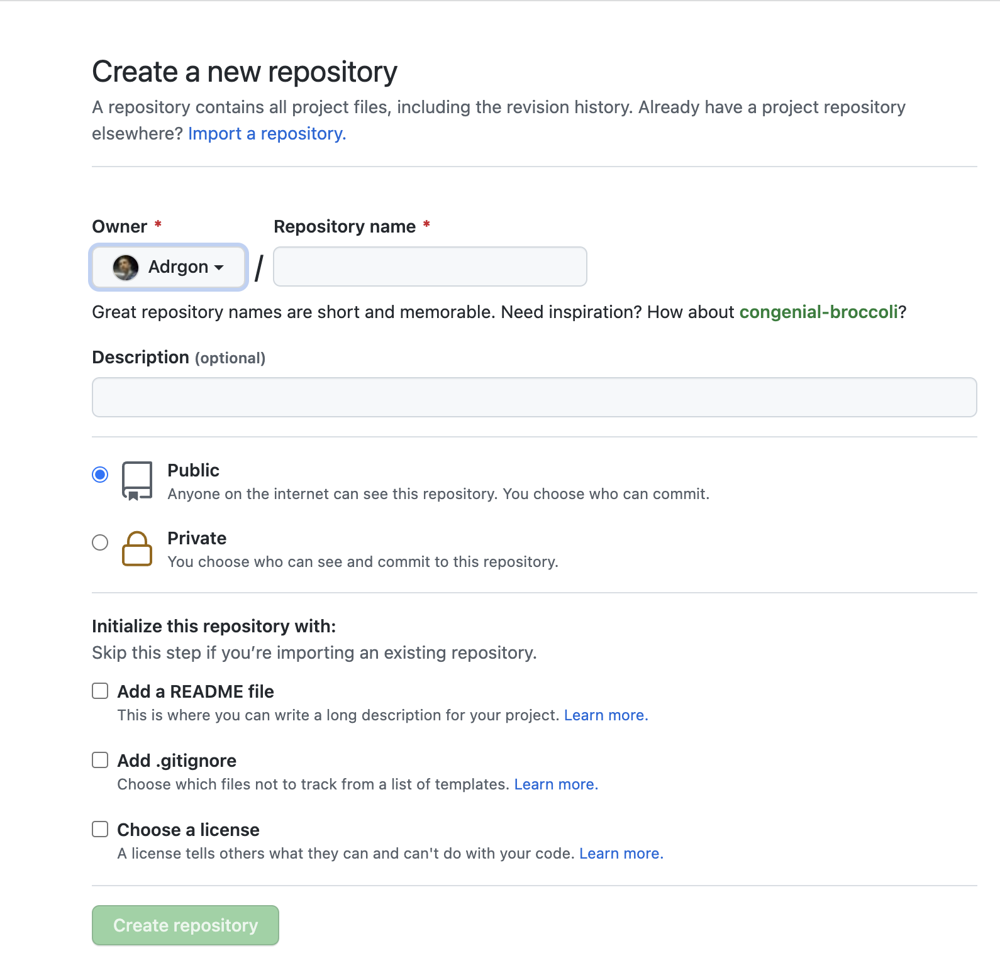 Create a new repository
A repository contains all project files, including the revision history. Already have a project repository
elsewhere? Import a repository.
Owner *
Repository name *
Adrgon
/
Great repository names are short and memorable. Need inspiration? How about congenial-broccoli?
Description (optional)
Public
Anyone on the internet can see this repository. You choose who can commit.
Private
You choose who can see and commit to this repository.
Initialize this repository with:
Skip this step if you’re importing an existing repository.
Add a README file
This is where you can write a long description for your project. Learn more.
Add .gitignore
Choose which files not to track from a list of templates. Learn more.
Choose a license
A license tells others what they can and can't do with your code. Learn more.
Create repository